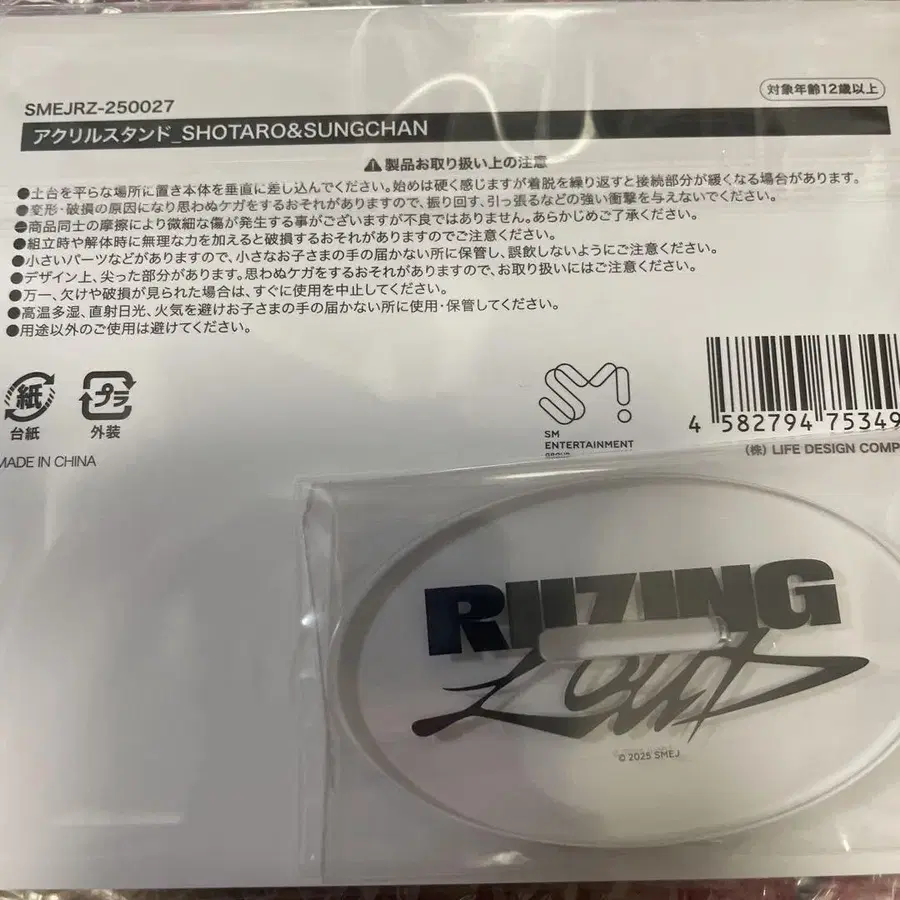 SMEJRZ-250027
対象年齢12歳以上
アクリルスタンド_SHOTARO&SUNGCHAN
製品お取り扱い上の注意
●土台を平らな場所に置き本体を垂直に差し込んでください。始めは硬く感じますが着脱を繰り返すと接続部分が緩くなる場合があります。
●変形・破損の原因になり思わぬケガをするおそれがありますので、振り回す、引っ張るなどの強い衝撃を与えないでください。
●商品同士の摩擦により微細な傷が発生する事がございますが不良ではありません。あらかじめご了承ください。
●組立時や解体時に無理な力を加えると破損するおそれがありますのでご注意ください。
●小さいパーツなどがありますので、小さなお子さまの手の届かない所に保管し、誤飲しないようにご注意ください。
●デザイン上、尖った部分があります。思わぬケガをするおそれがありますので、お取り扱いにはご注意ください。
●万一、欠けや破損が見られた場合は、すぐに使用を中止してください。
●高温多湿、直射日光、火気を避けお子さまの手の届かない所に使用・保管してください。
●用途以外のご使用は避けてください。
紙
プラ
台紙
外装
MADE IN CHINA
SM
SM
ENTERTAINMENT
GROUP
4 582794 75349
(株) LIFE DESIGN COMP
RIIZING
LOUD
© 2025 SMEJ